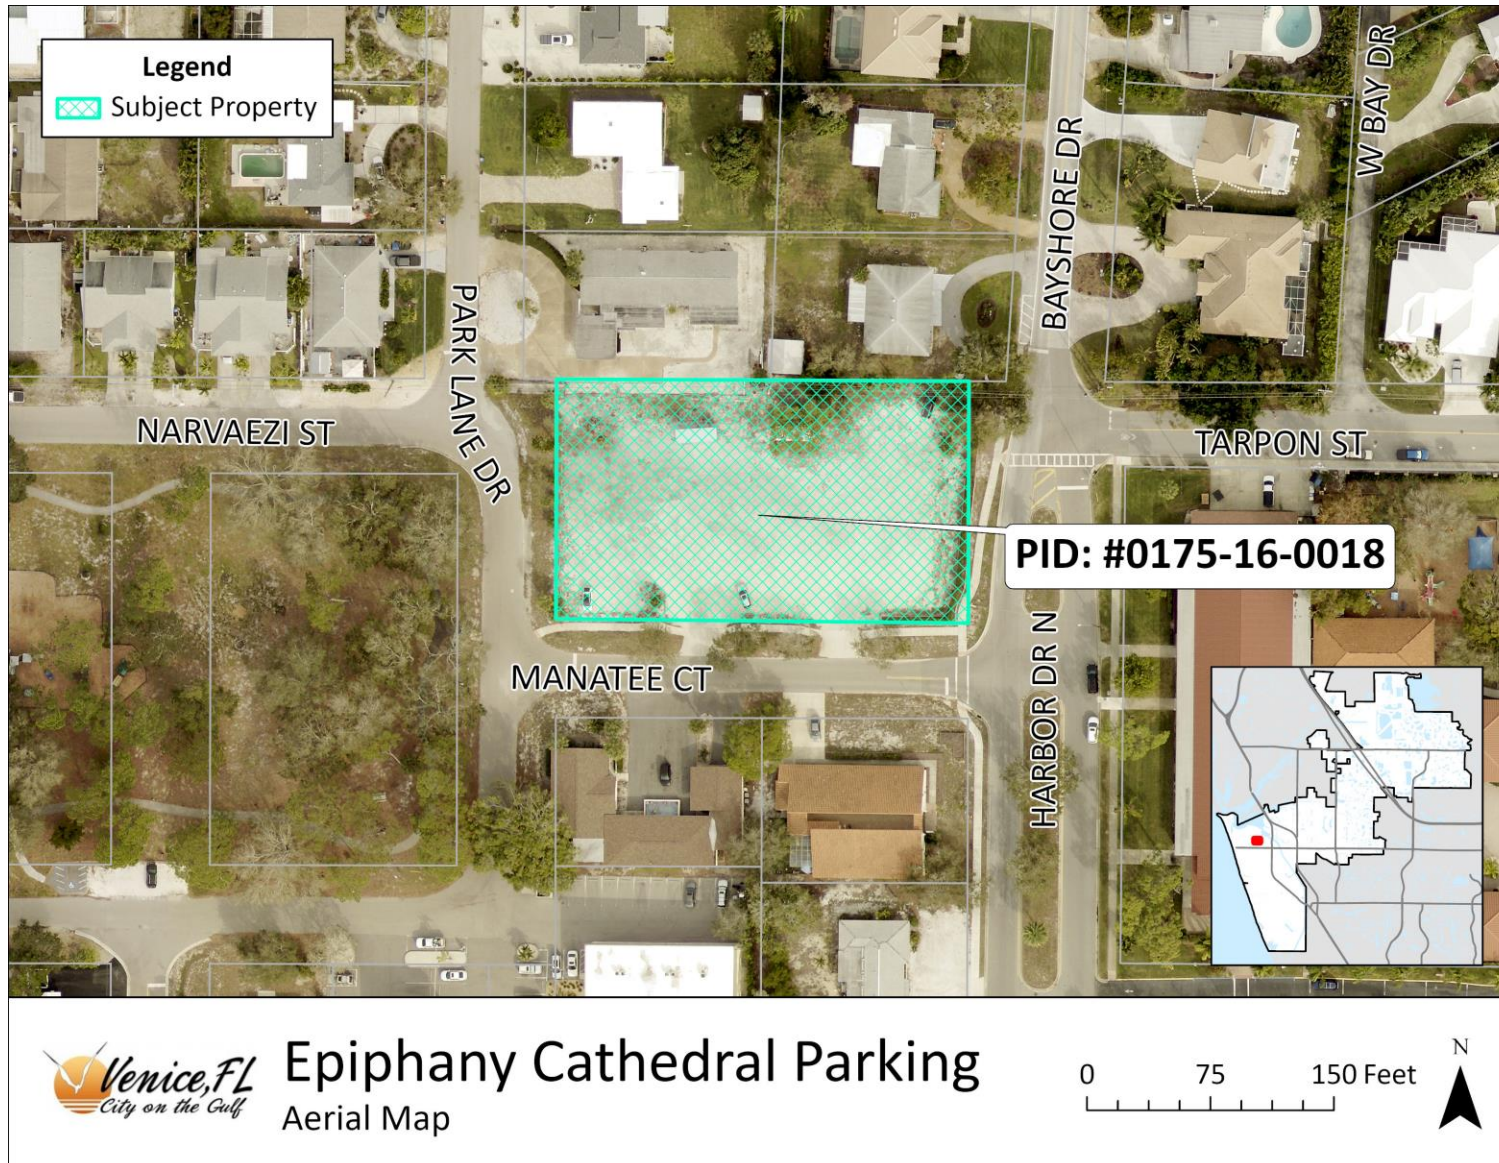 Legend
Subject Property
W BAY DR
BAYSHORE DR
PARK LANE DR
NARVAEZI ST
TARPON ST
PID: #0175-16-0018
MANATEE CT
HARBOR DR N
Venice, FL
City on the Gulf
Epiphany Cathedral Parking
Aerial Map
0 75 150 Feet
N